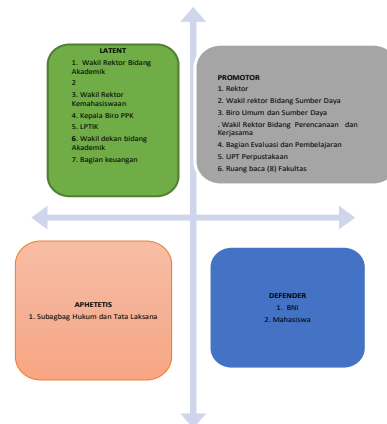 LATENT
1. Wakil Rektor Bidang
Akademik
2
3. Wakil Rektor
Kemahasiswaan
4. Kepala Biro PPK
5. LPTIK
6. Wakil dekan bidang
Akademik
7. Bagian keuangan
PROMOTOR
1. Rektor
2. Wakil rektor Bidang Sumber Daya
3. Biro Umum dan Sumber Daya
. Wakil Rektor Bidang Perencanaan dan
Kerjasama
4. Bagian Evaluasi dan Pembelajaran
5. UPT Perpustakaan
6. Ruang baca (8) Fakultas
APHETETIS
1. Subagbag Hukum dan Tata Laksana
DEFENDER
1. BNI
2. Mahasiswa